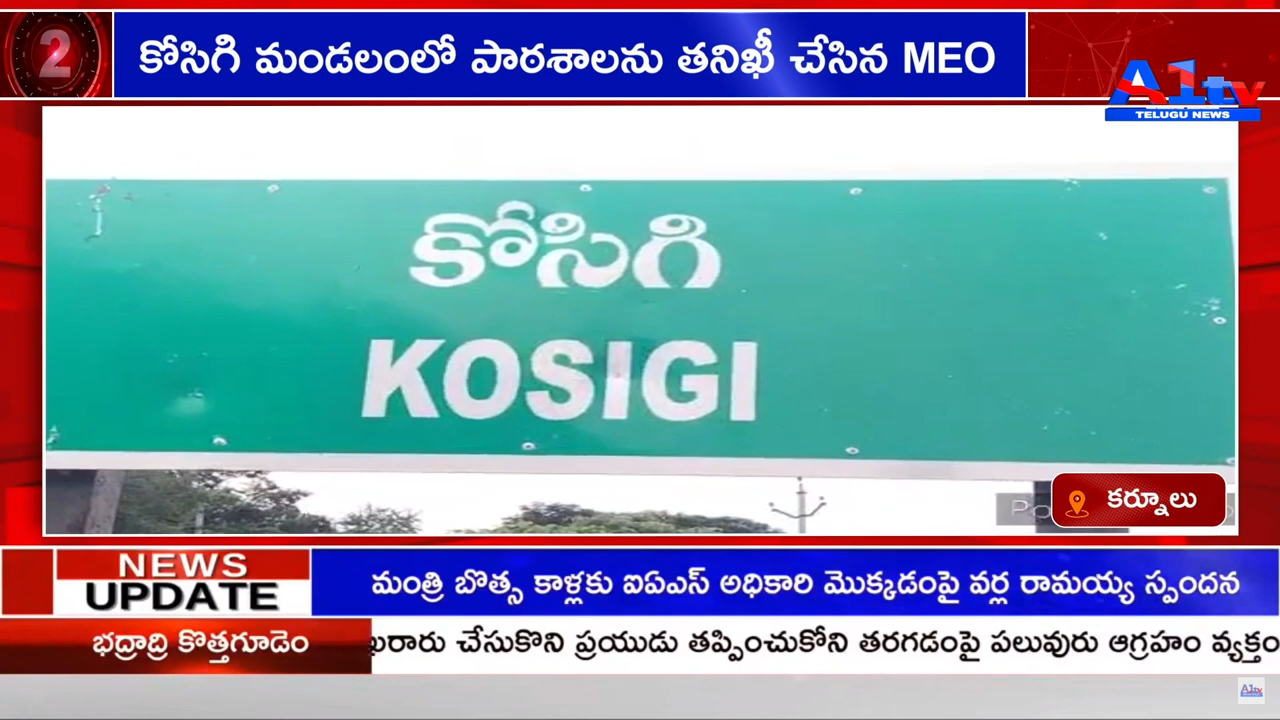 2
కోసిగి మండలంలో పాఠశాలను తనిఖీ చేసిన MEO
A1tv
TELUGU NEWS
కోసిగి
KOSIGI
కర్నూలు
NEWS
UPDATE
మంత్రి బొత్స కాళ్లకు ఐఏఎస్ అధికారి మొక్కడంపై వర్ల రామయ్య స్పందన
భద్రాద్రి కొత్తగూడెం
చేసుకొని ప్రయుడు తప్పించుకోని తరగడంపై పలువురు ఆగ్రహం
A1tv